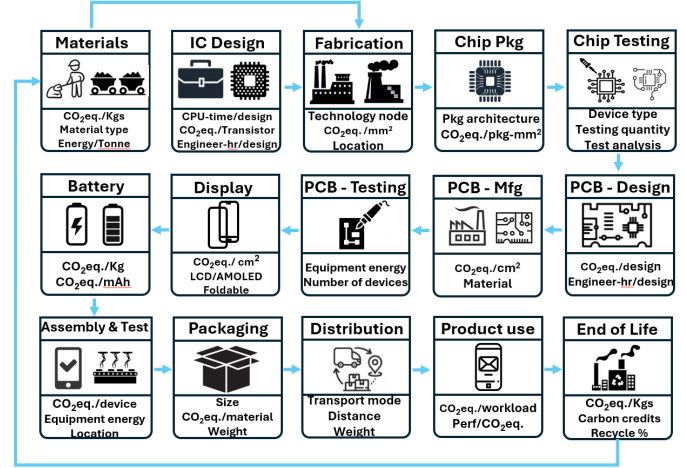 Materials
CO₂eq./Kgs
Material type
Energy/Tonne
IC Design
CPU-time/design
CO₂eq./Transistor
Engineer-hr/design
Fabrication
Technology node
CO₂eq./mm²
Location
Chip Pkg
Pkg architecture
CO₂eq./pkg-mm²
Chip Testing
Device type
Testing quantity
Test analysis
Battery
CO₂eq./Kg
CO₂eq./mAh
Display
CO₂eq./ cm²
LCD/AMOLED
Foldable
PCB - Testing
Equipment energy
Number of devices
PCB - Mfg
CO₂eq./cm²
Material
PCB - Design
CO₂eq./design
Engineer-hr/design
Assembly & Test
CO₂eq./device
Equipment energy
Location
Packaging
Size
CO₂eq./material
Weight
Distribution
Transport mode
Distance
Weight
Product use
CO₂eq./workload
Perf/CO₂eq.
End of Life
CO₂eq./Kgs
Carbon credits
Recycle %